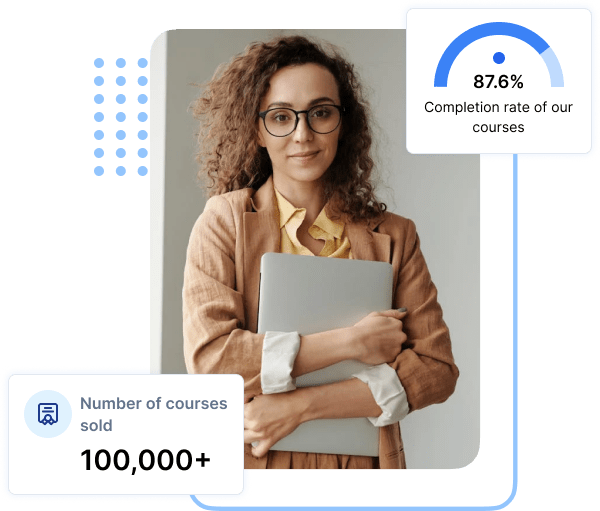 87.6%
Completion rate of our
courses
Number of courses
sold
100,000+